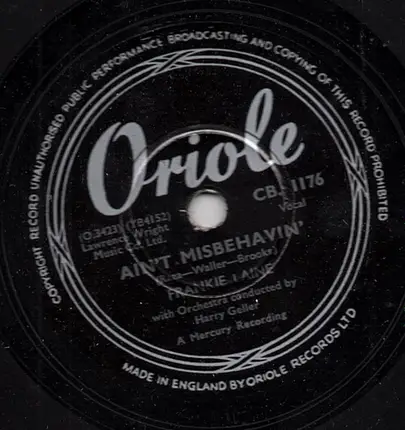 COPYRIGHT RECORD UNAUTHORISED PUBLIC PERFORMANCE BROADCASTING AND COPYING OF THIS RECORD PROHIBITED
Oriole
CB. 1176
Vocal
(O.3423) (YB4152)
Lawrence Wright
Music Co. Ltd.
AIN'T MISBEHAVIN'
(Raza—Waller—Brooks)
FRANKIE LAINE
with Orchestra conducted by
Harry Geller
A Mercury Recording
MADE IN ENGLAND BY ORIOLE RECORDS LTD